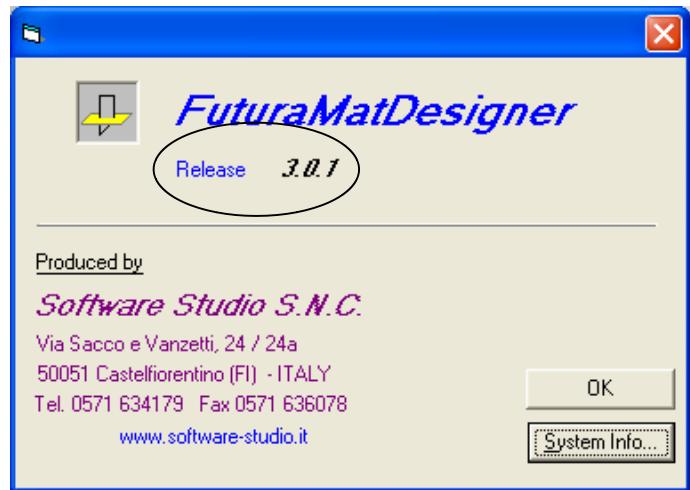 FuturaMatDesigner
Release 3.0.1
Produced by
Software Studio S.N.C.
Via Sacco e Vanzetti, 24 / 24a
50051 Castelfiorentino (FI) - ITALY
Tel. 0571 634179 Fax 0571 636078
www.software-studio.it
OK
System Info...